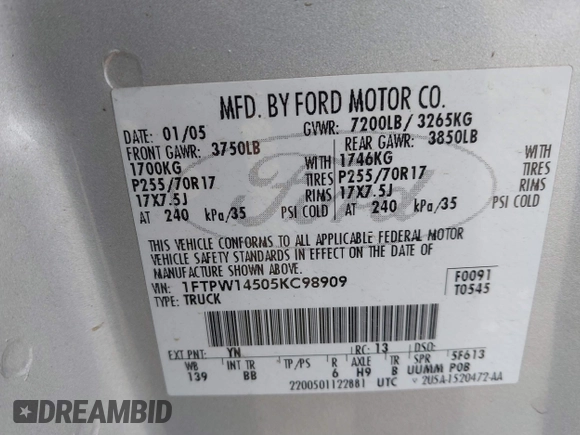 MFD. BY FORD MOTOR CO.
DATE: 01/05 GVWR: 7200LB/ 3265KG
FRONT GAWR: 3750LB REAR GAWR: 3850LB
1700KG WITH 1746KG WITH
P255/70R17 TIRES P255/70R17 TIRES
17X7.5J RIMS 17X7.5J RIMS
AT 240 kPa/35 PSI COLD AT 240 kPa/35 PSI COLD
Ford
THIS VEHICLE CONFORMS TO ALL APPLICABLE FEDERAL MOTOR
VEHICLE SAFETY STANDARDS IN EFFECT ON THE DATE OF
MANUFACTURE SHOWN ABOVE.
VIN: 1FTPW14505KC98909 F0091
TYPE: TRUCK T0545
EXT PNT: YN RC: 13 DSO:
WB INT TR TP/PS R AXLE TR SPR 5F613
139 BB 6 H9 B UUMM POB
2200501122881 UTC 2U5A-1520472-AA
AUTOBIDMASTER
DREAMBID